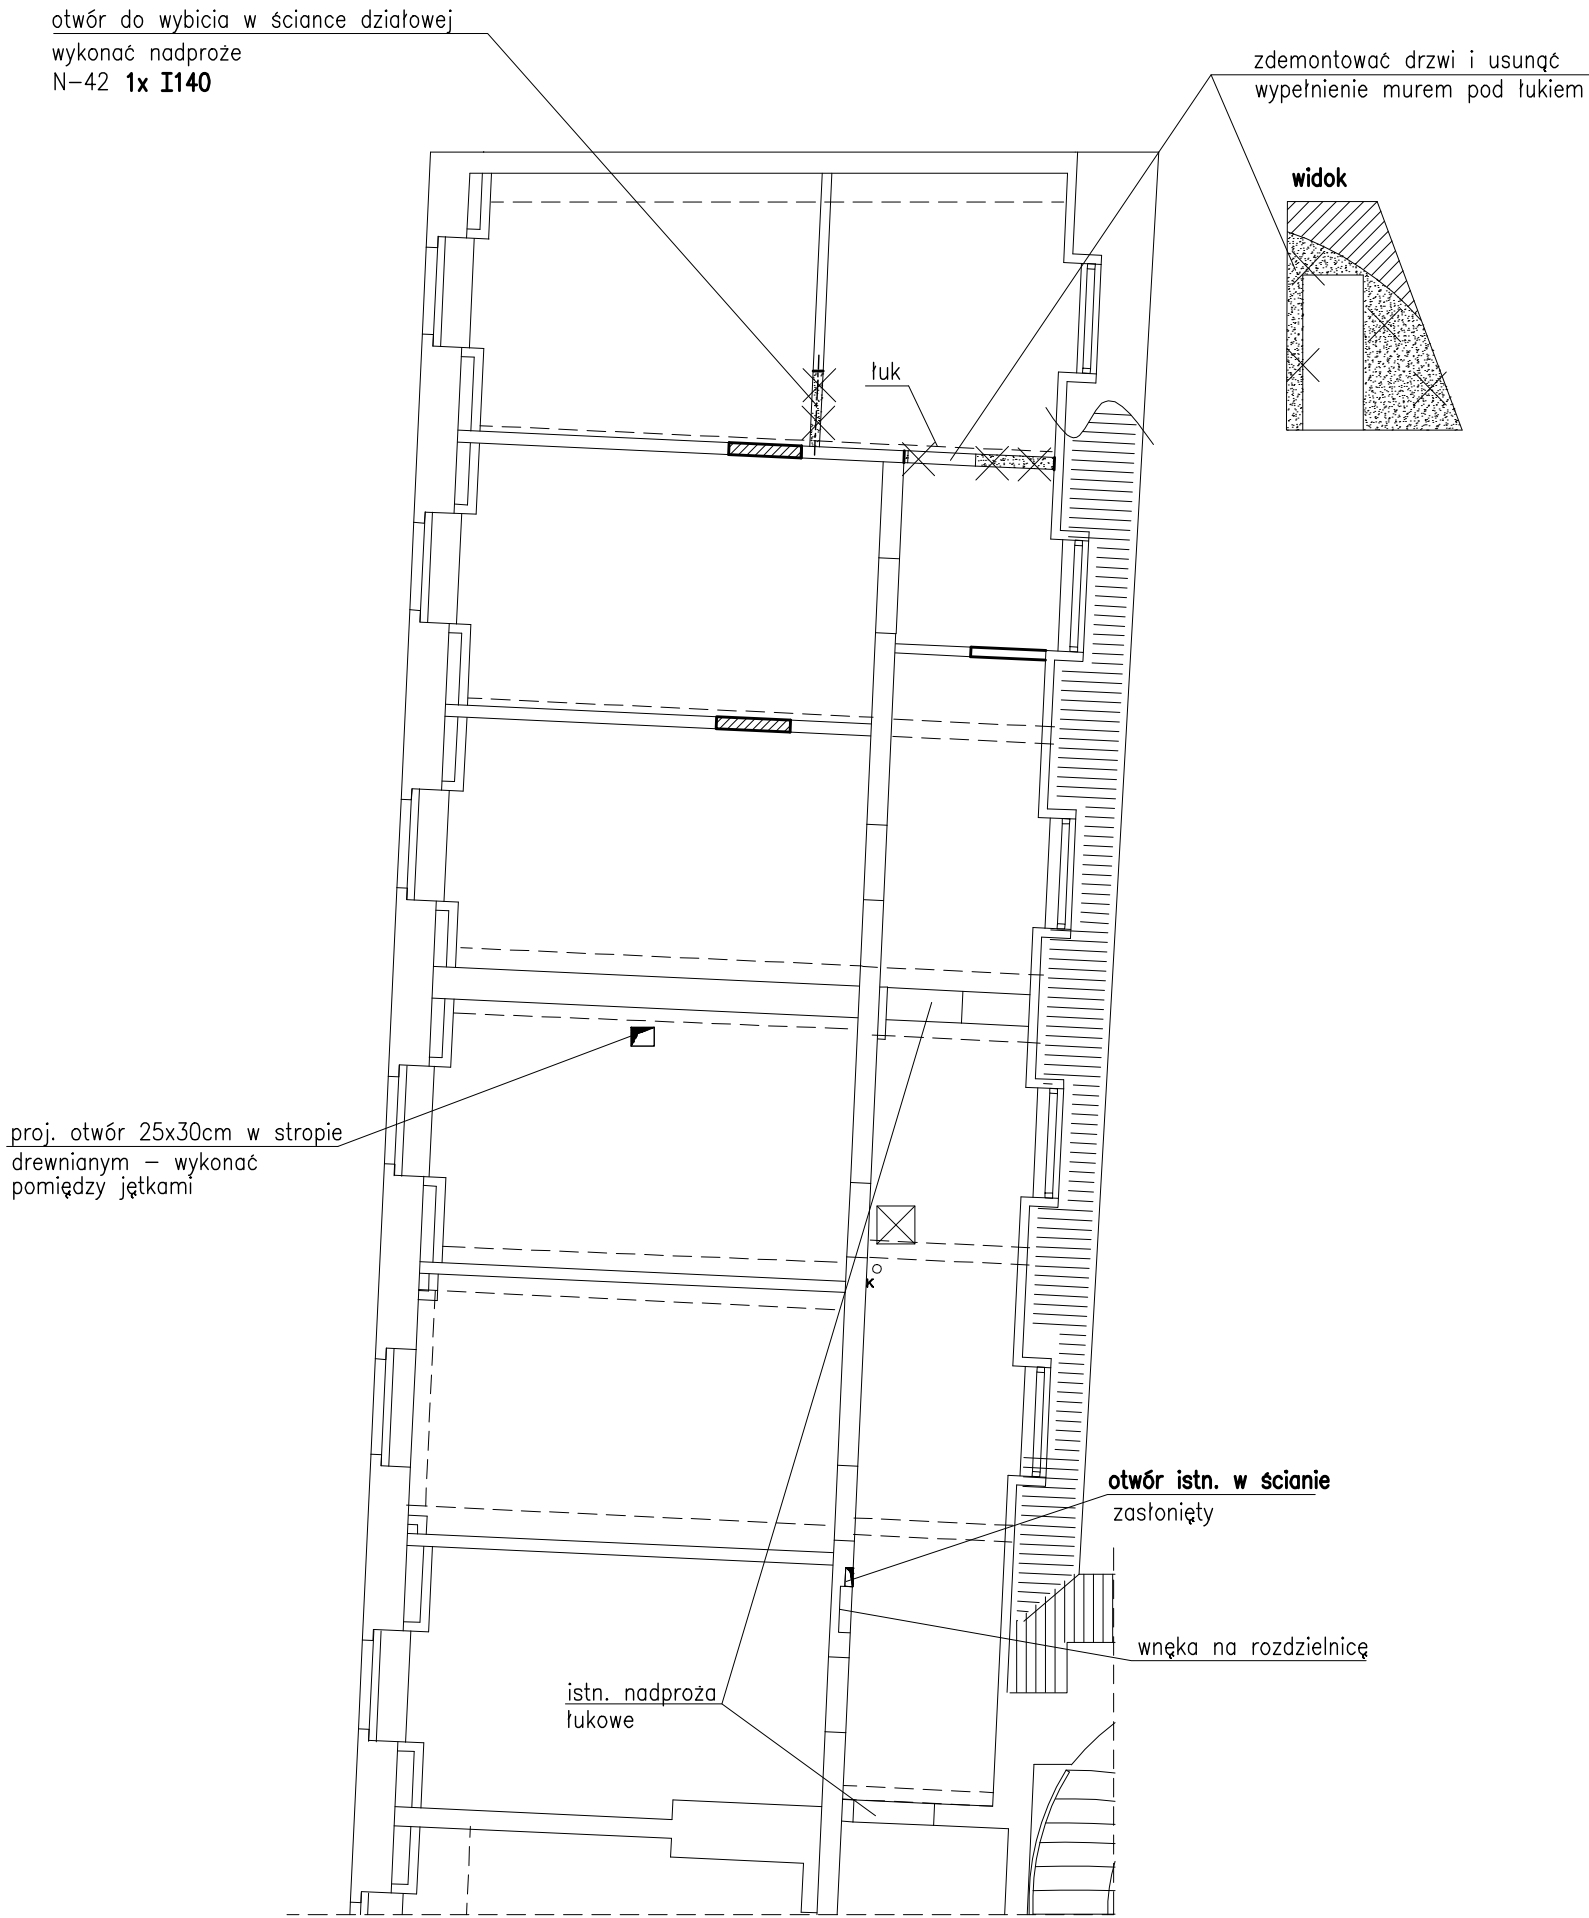 otwór do wybicia w ściance działowej
wykonać nadproże
N-42 1x I140
zdemontować drzwi i usunąć
wypełnienie murem pod łukiem
widok
łuk
proj. otwór 25x30cm w stropie
drewnianym – wykonać
pomiędzy jętkami
K
otwór istn. w ścianie
zasłonięty
wnęka na rozdzielnicę
istn. nadproża
łukowe